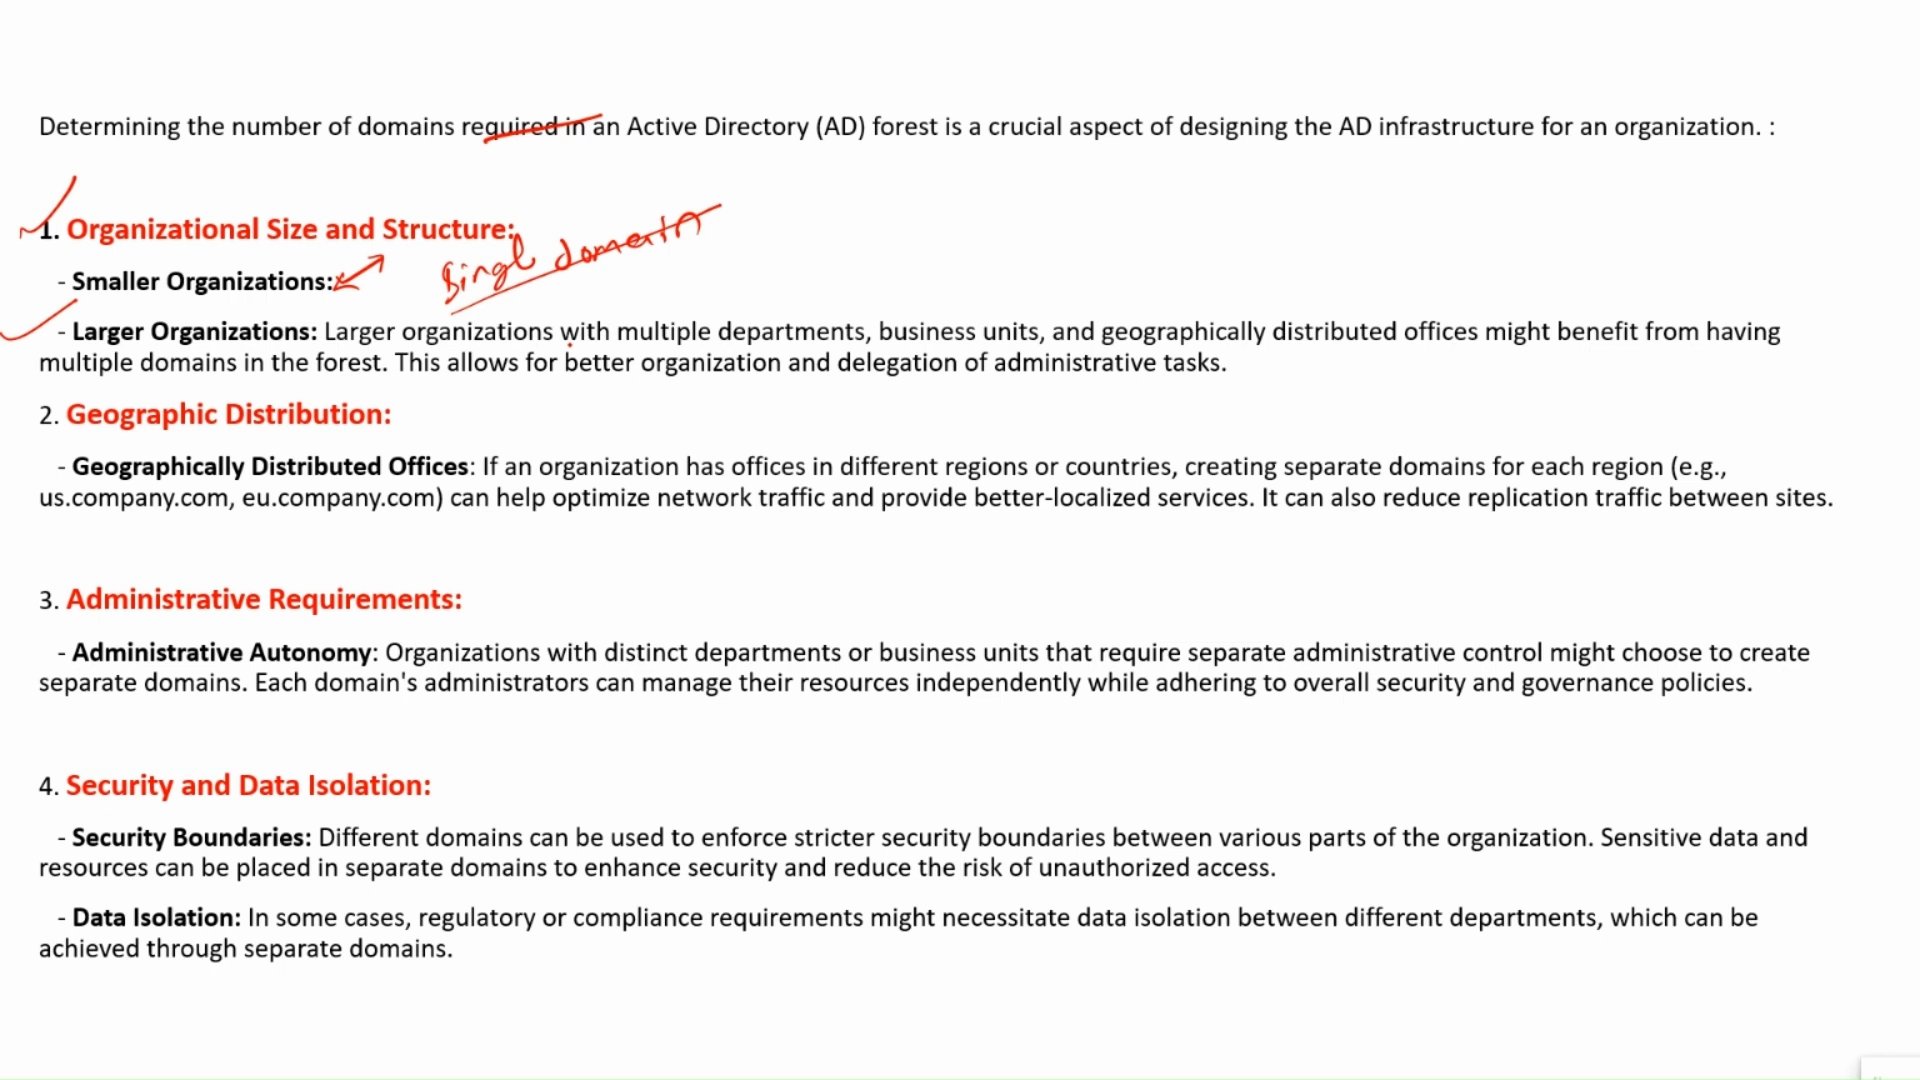 Determining the number of domains required in an Active Directory (AD) forest is a crucial aspect of designing the AD infrastructure for an organization. :
1. Organizational Size and Structure:
Singl domain
- Smaller Organizations:
- Larger Organizations: Larger organizations with multiple departments, business units, and geographically distributed offices might benefit from having
multiple domains in the forest. This allows for better organization and delegation of administrative tasks.
2. Geographic Distribution:
- Geographically Distributed Offices: If an organization has offices in different regions or countries, creating separate domains for each region (e.g.,
us.company.com, eu.company.com) can help optimize network traffic and provide better-localized services. It can also reduce replication traffic between sites.
3. Administrative Requirements:
- Administrative Autonomy: Organizations with distinct departments or business units that require separate administrative control might choose to create
separate domains. Each domain's administrators can manage their resources independently while adhering to overall security and governance policies.
4. Security and Data Isolation:
- Security Boundaries: Different domains can be used to enforce stricter security boundaries between various parts of the organization. Sensitive data and
resources can be placed in separate domains to enhance security and reduce the risk of unauthorized access.
- Data Isolation: In some cases, regulatory or compliance requirements might necessitate data isolation between different departments, which can be
achieved through separate domains.